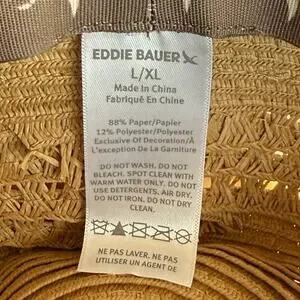 EDDIE BAUER
L/XL
Made In China
Fabriqué En Chine
88% Paper/Papier
12% Polyester/Polyester
Exclusive Of Decoration/À
L'exception De La Garniture
DO NOT WASH. DO NOT
BLEACH. SPOT CLEAN WITH
WARM WATER ONLY. DO NOT
USE DETERGENTS. AIR DRY.
DO NOT IRON. DO NOT DRY
CLEAN.
NE PAS LAVER. NE PAS
UTILISER UN AGENT DE